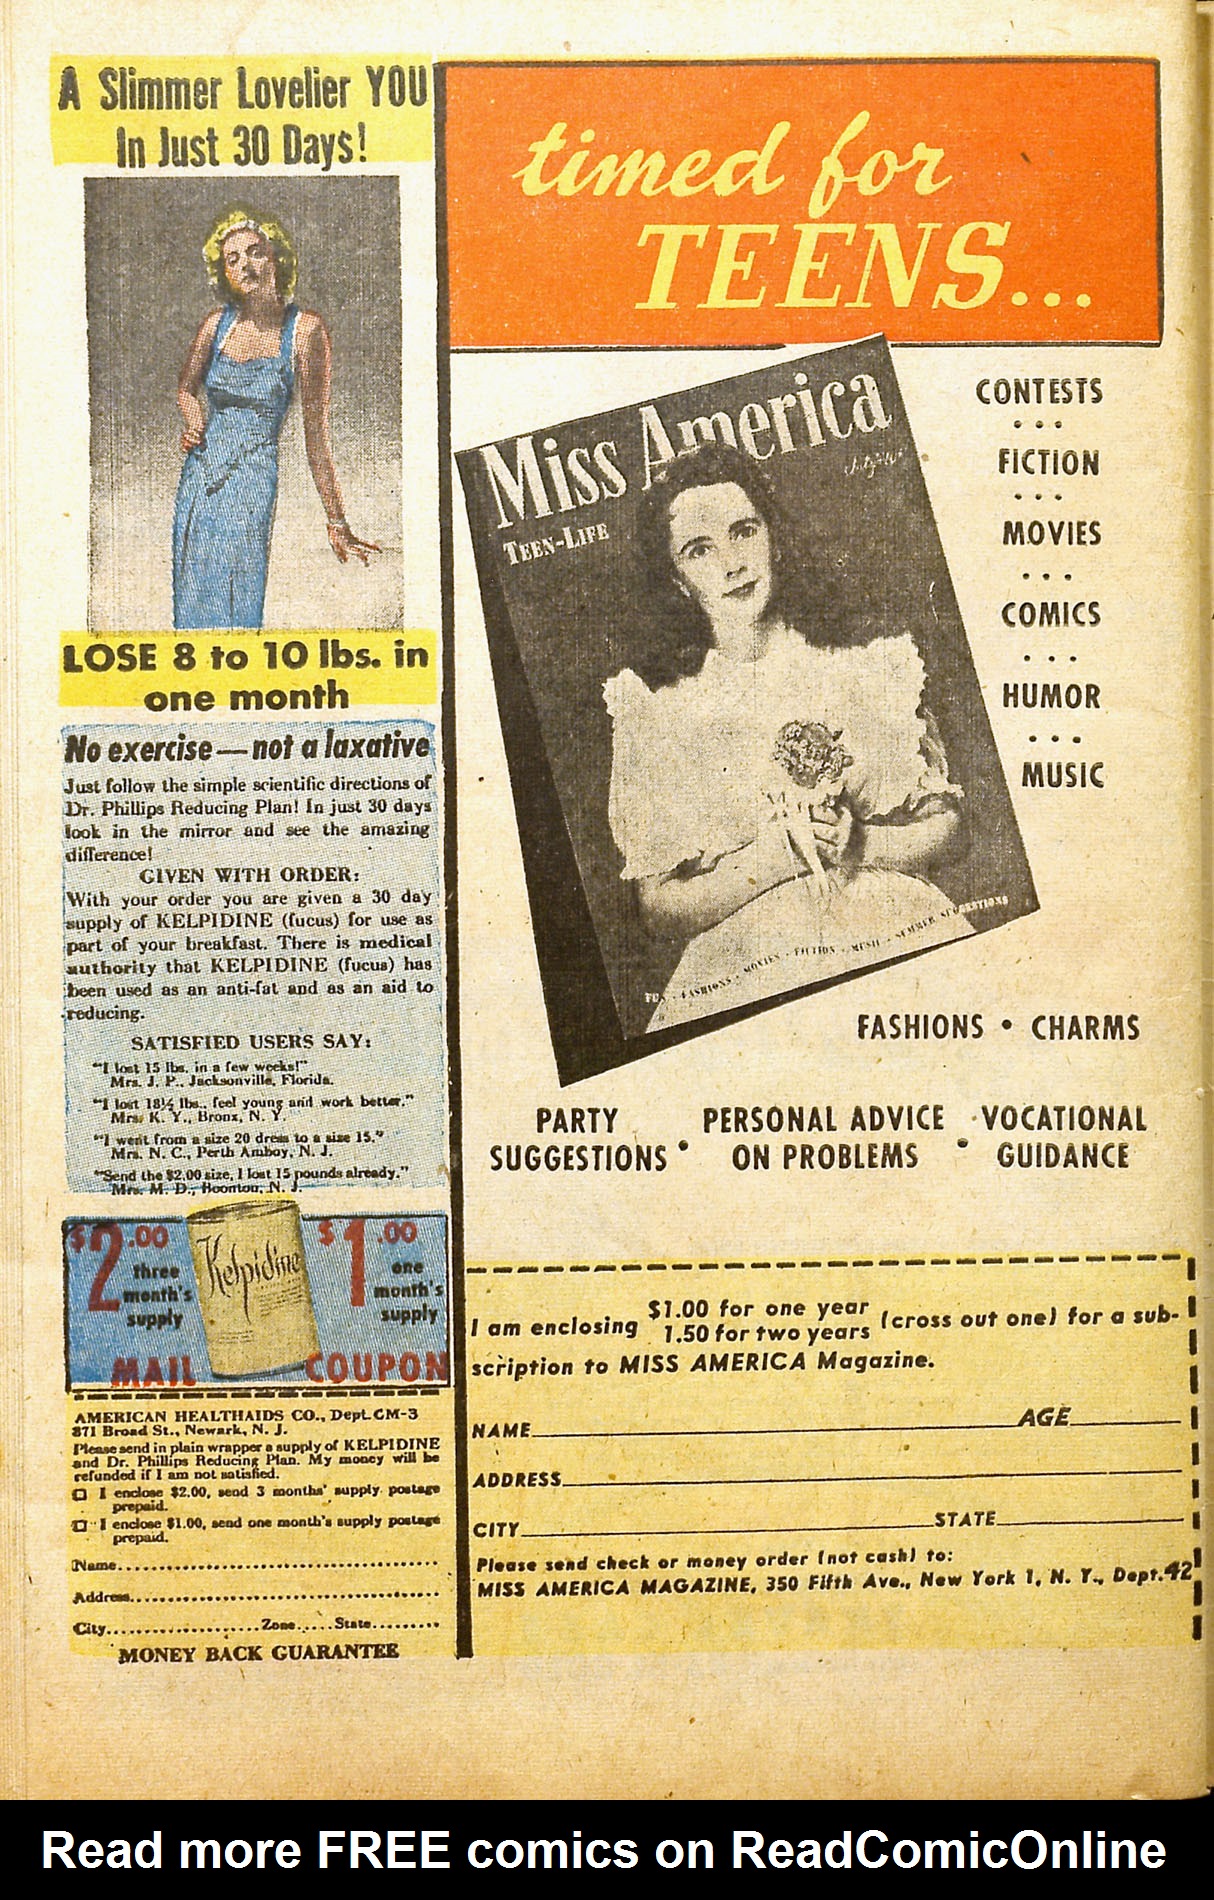 A Slimmer Lovelier YOU
In Just 30 Days!
LOSE 8 to 10 lbs. in
one month
No exercise—not a laxative
Just follow the simple scientific directions of
Dr. Phillips Reducing Plan! In just 30 days
look in the mirror and see the amazing
difference!
GIVEN WITH ORDER:
With your order you are given a 30 day
supply of KELPIDINE (fucus) for use as
part of your breakfast. There is medical
authority that KELPIDINE (fucus) has
been used as an anti-fat and as an aid to
reducing.
SATISFIED USERS SAY:
"I lost 15 lbs. in a few weeks!"
Mrs. J. P., Jacksonville, Florida.
"I lost 18½ lbs., feel young and work better."
Mrs. K. Y., Bronx, N. Y.
"I went from a size 20 dress to a size 15."
Mrs. N. C., Perth Amboy, N. J.
"Send the $2.00 size, I lost 15 pounds already."
Mrs. M. D., Boonton, N. J.
$2.00
three
month's
supply
Kelpidine
$1.00
one
month's
supply
MAIL COUPON
AMERICAN HEALTHAIDS CO., Dept.CM-3
871 Broad St., Newark, N. J.
Please send in plain wrapper a supply of KELPIDINE
and Dr. Phillips Reducing Plan. My money will be
refunded if I am not satisfied.
I enclose $2.00, send 3 months' supply postage
prepaid.
I enclose $1.00, send one month's supply postage
prepaid.
Name
Address
City Zone State
MONEY BACK GUARANTEE
timed for
TEENS...
Miss America
TEEN-LIFE
FUN • FASHIONS • MOVIES • FICTION • MUSIC • SUMMER SUGGESTIONS
CONTESTS
...
FICTION
...
MOVIES
...
COMICS
...
HUMOR
...
MUSIC
FASHIONS • CHARMS
PARTY SUGGESTIONS • PERSONAL ADVICE ON PROBLEMS • VOCATIONAL GUIDANCE
I am enclosing $1.00 for one year
1.50 for two years (cross out one) for a sub-
scription to MISS AMERICA Magazine.
NAME AGE
ADDRESS
CITY STATE
Please send check or money order (not cash) to:
MISS AMERICA MAGAZINE, 350 Fifth Ave., New York 1, N. Y., Dept.42
Read more FREE comics on ReadComicOnline